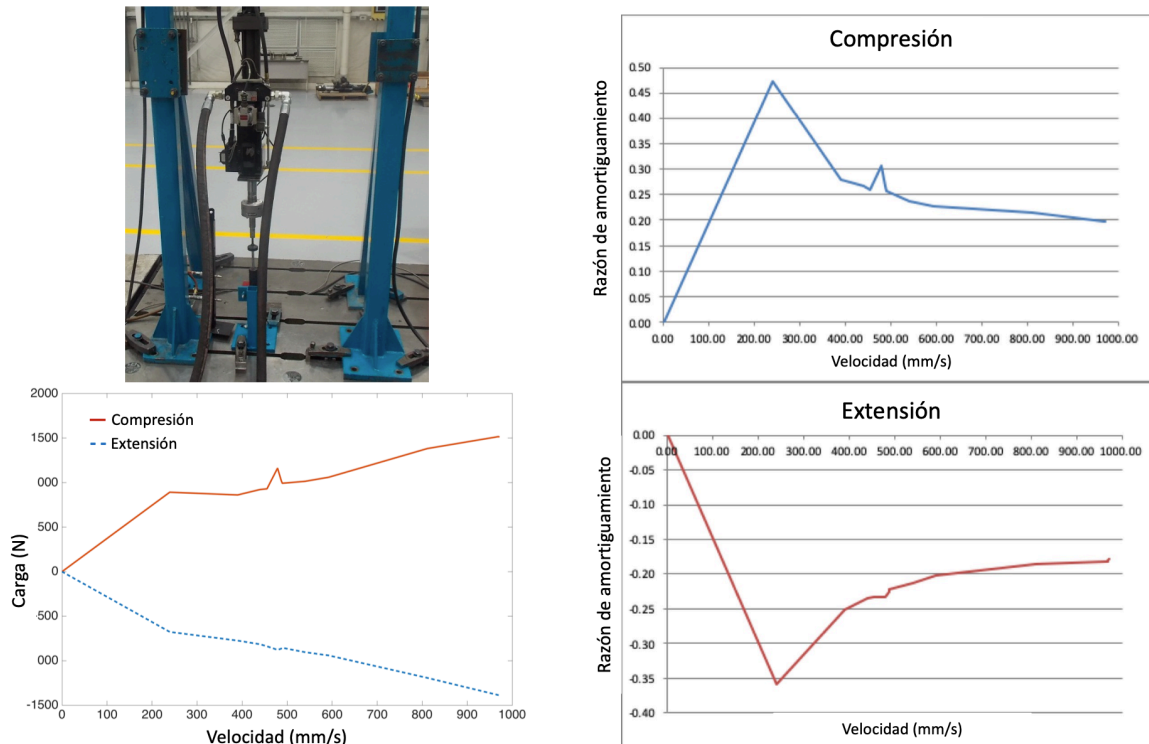 Compresión
0.50
0.45
0.40
0.35
0.30
0.25
0.20
0.15
0.10
0.05
0.00
Razón de amortiguamiento
0.00 100.00 200.00 300.00 400.00 500.00 600.00 700.00 800.00 900.00 1000.00
Velocidad (mm/s)
2000
1500
000
500
0
500
000
-1500
Compresión
Extensión
Carga (N)
0 100 200 300 400 500 600 700 800 900 1000
Velocidad (mm/s)
Extensión
0.00
-0.05
-0.10
-0.15
-0.20
-0.25
-0.30
-0.35
-0.40
Razón de amortiguamiento
0.00 100.00 200.00 300.00 400.00 500.00 600.00 700.00 800.00 900.00 1000.00
Velocidad (mm/s)